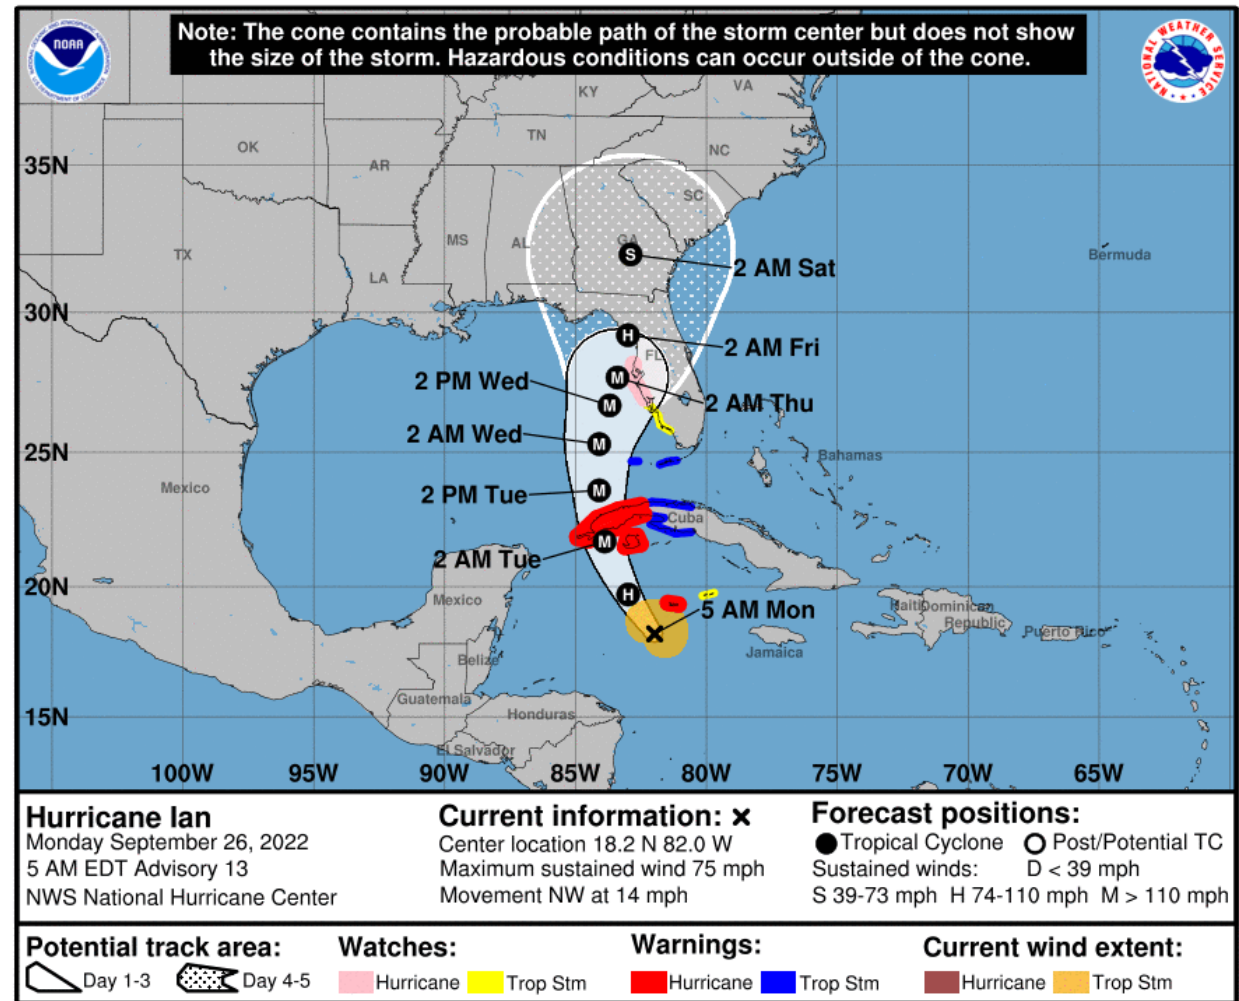 Note: The cone contains the probable path of the storm center but does not show
the size of the storm. Hazardous conditions can occur outside of the cone.
NOAA
NATIONAL WEATHER SERVICE
KY
VA
TN
NC
OK
AR
35N
SC
MS
AL
GA
TX
S
Bermuda
LA
2 AM Sat
30N
H
FL
2 AM Fri
M
2 PM Wed
2 AM Thu
M
2 AM Wed
M
25N
Bahamas
Mexico
2 PM Tue
M
Cuba
M
2 AM Tue
20N
H
Mexico
5 AM Mon
Haiti
Dominican
Republic
Puerto Rico
Jamaica
Belize
Guatemala
15N
Honduras
El Salvador
100W 95W 90W 85W 80W 75W 70W 65W
Hurricane Ian
Monday September 26, 2022
5 AM EDT Advisory 13
NWS National Hurricane Center
Current information: ×
Center location 18.2 N 82.0 W
Maximum sustained wind 75 mph
Movement NW at 14 mph
Forecast positions:
Tropical Cyclone Post/Potential TC
Sustained winds: D < 39 mph
S 39-73 mph H 74-110 mph M > 110 mph
Potential track area:
Day 1-3 Day 4-5
Watches:
Hurricane Trop Stm
Warnings:
Hurricane Trop Stm
Current wind extent:
Hurricane Trop Stm